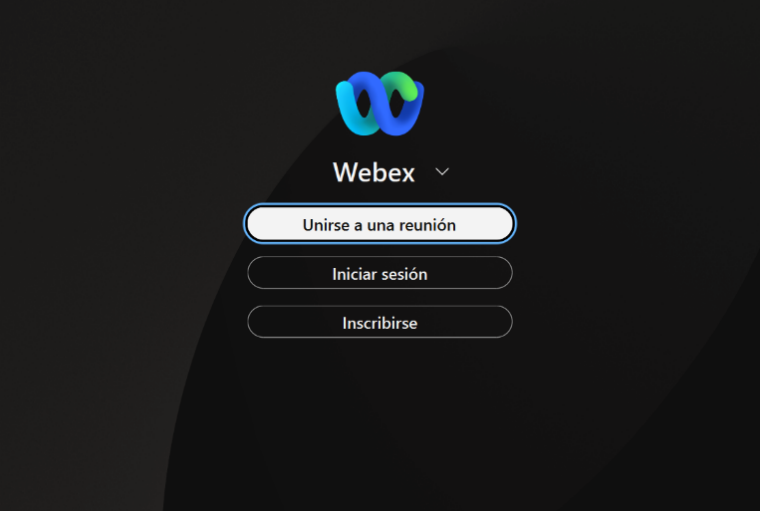 Webex
Unirse a una reunión
Iniciar sesión
Inscribirse